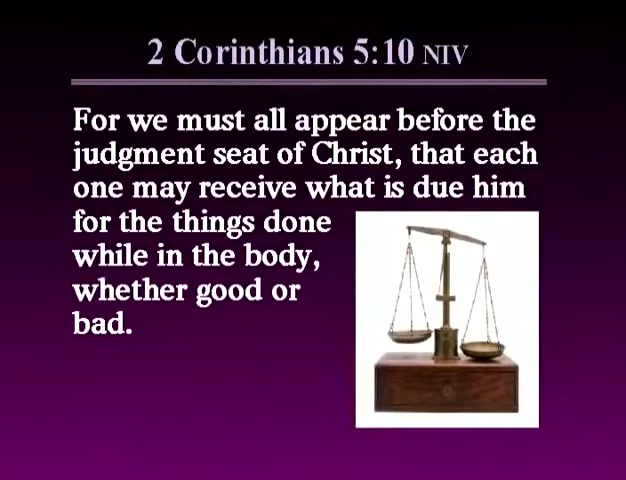 2 Corinthians 5:10 NIV
For we must all appear before the
judgment seat of Christ, that each
one may receive what is due him
for the things done
while in the body,
whether good or
bad.